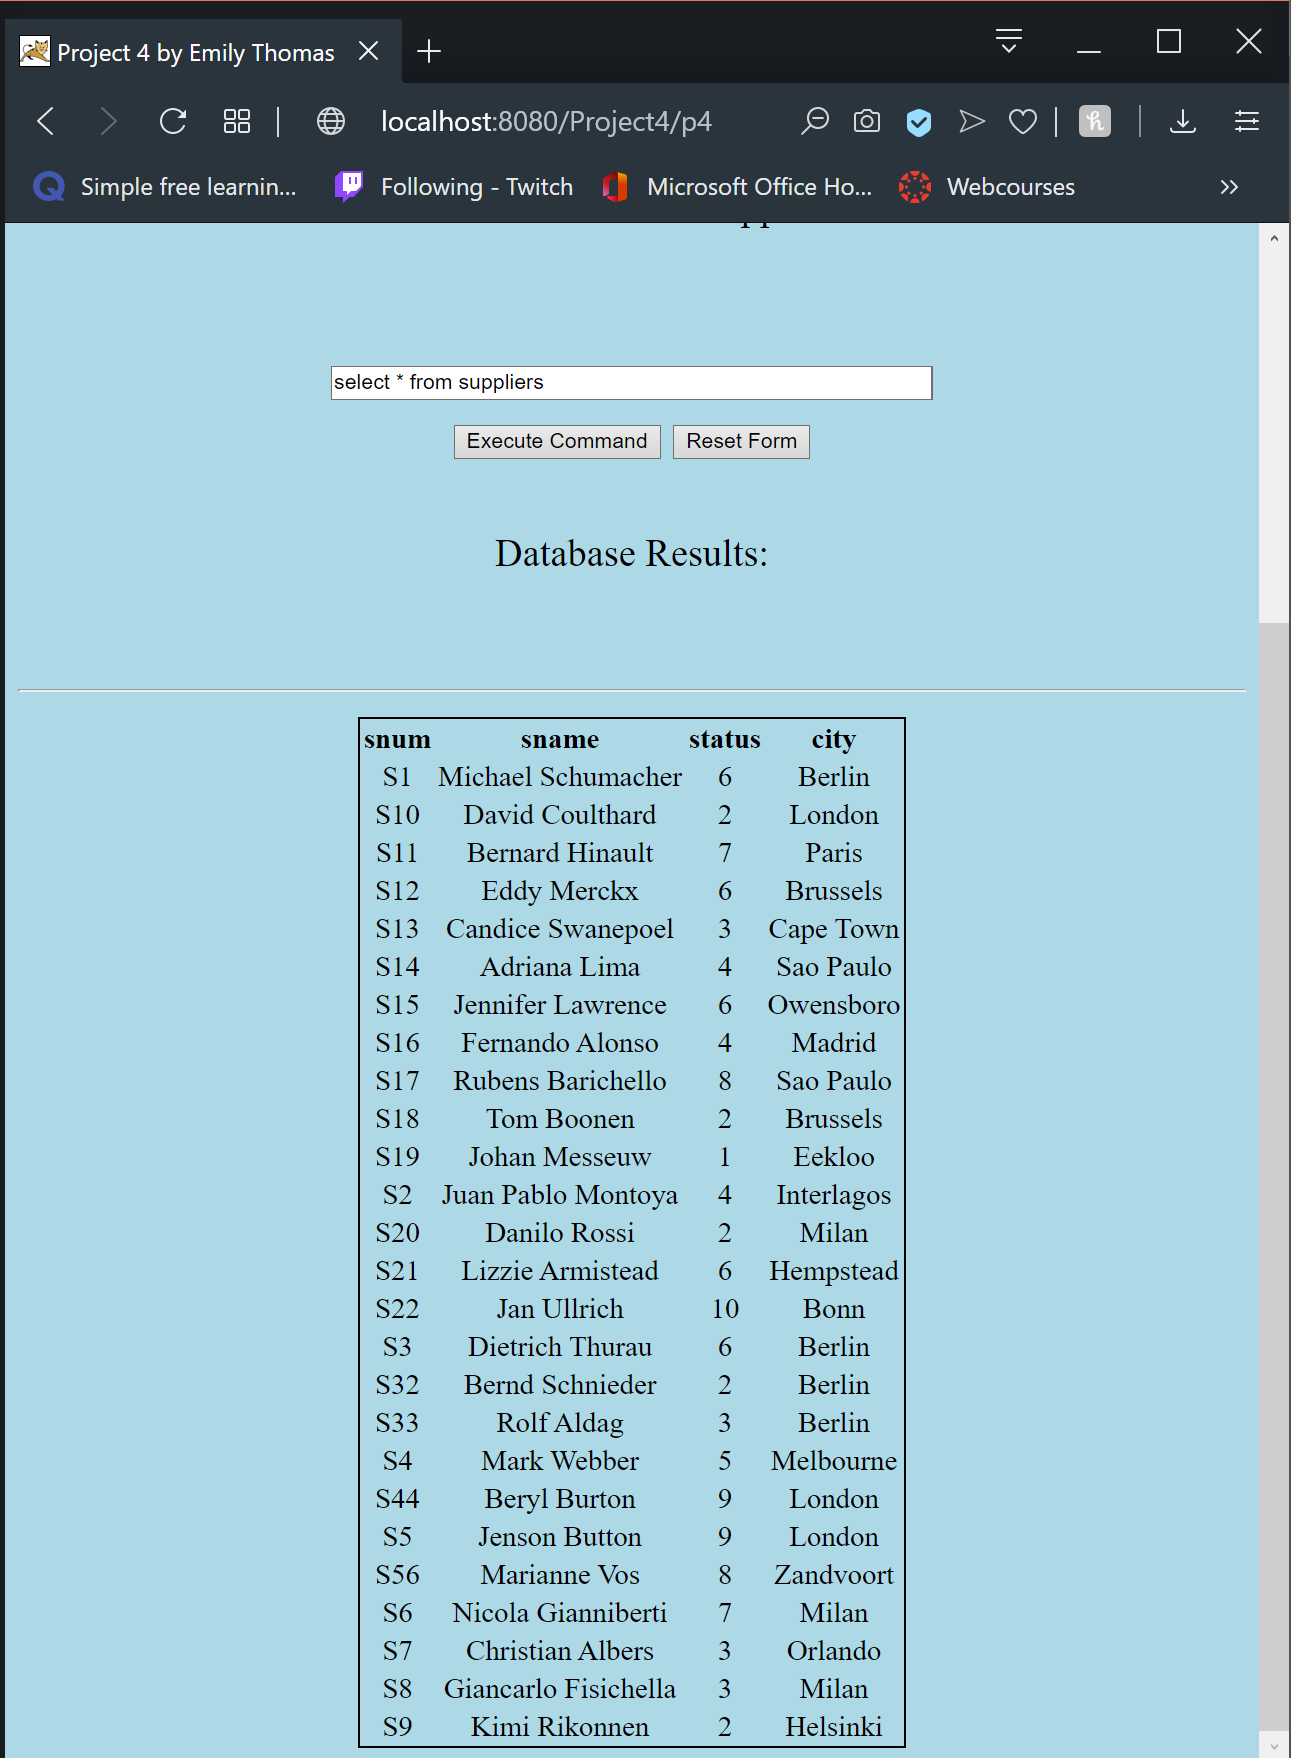 Project 4 by Emily Thomas
localhost:8080/Project4/p4
Simple free learnin... Following - Twitch Microsoft Office Ho... Webcourses
select * from suppliers
Execute Command Reset Form
Database Results:
snum sname status city
S1 Michael Schumacher 6 Berlin
S10 David Coulthard 2 London
S11 Bernard Hinault 7 Paris
S12 Eddy Merckx 6 Brussels
S13 Candice Swanepoel 3 Cape Town
S14 Adriana Lima 4 Sao Paulo
S15 Jennifer Lawrence 6 Owensboro
S16 Fernando Alonso 4 Madrid
S17 Rubens Barichello 8 Sao Paulo
S18 Tom Boonen 2 Brussels
S19 Johan Messeuw 1 Eekloo
S2 Juan Pablo Montoya 4 Interlagos
S20 Danilo Rossi 2 Milan
S21 Lizzie Armistead 6 Hempstead
S22 Jan Ullrich 10 Bonn
S3 Dietrich Thurau 6 Berlin
S32 Bernd Schnieder 2 Berlin
S33 Rolf Aldag 3 Berlin
S4 Mark Webber 5 Melbourne
S44 Beryl Burton 9 London
S5 Jenson Button 9 London
S56 Marianne Vos 8 Zandvoort
S6 Nicola Gianniberti 7 Milan
S7 Christian Albers 3 Orlando
S8 Giancarlo Fisichella 3 Milan
S9 Kimi Rikonnen 2 Helsinki